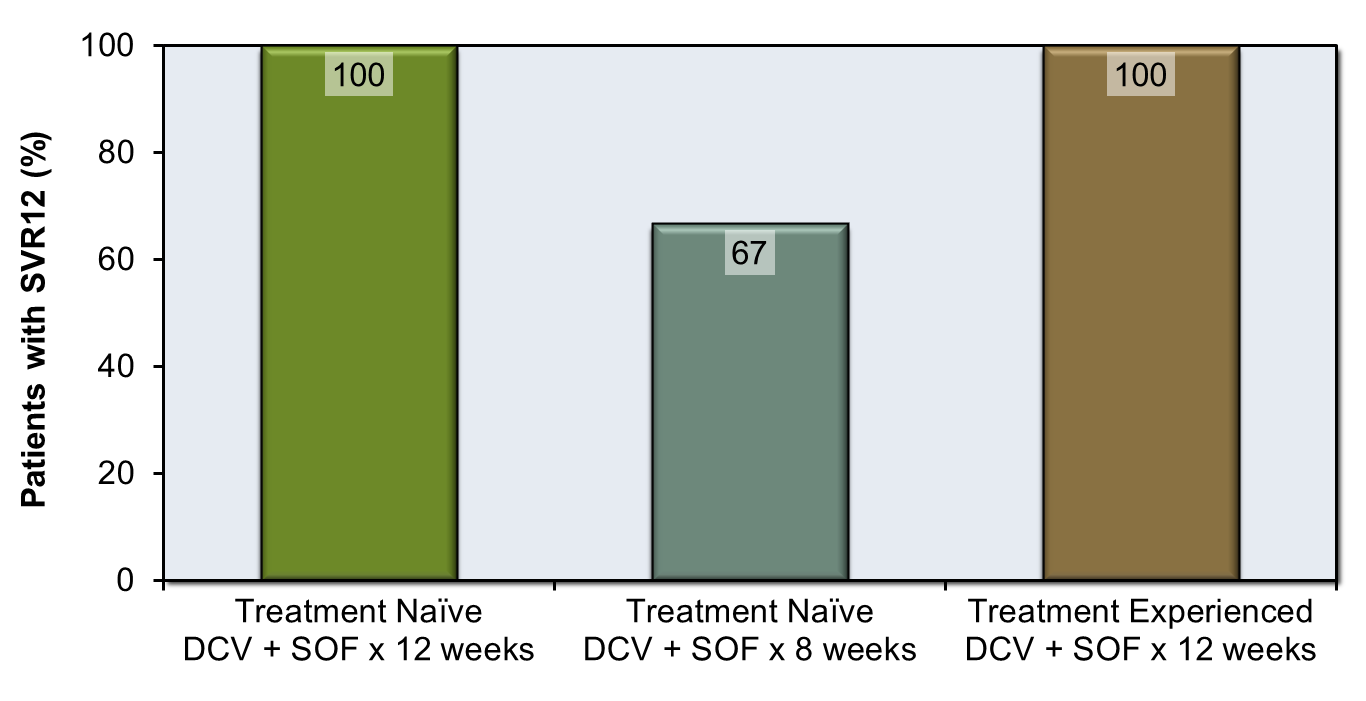 Patients with SVR12 (%)
100
80
60
40
20
0
100
67
100
Treatment Naïve
DCV + SOF x 12 weeks
Treatment Naïve
DCV + SOF x 8 weeks
Treatment Experienced
DCV + SOF x 12 weeks